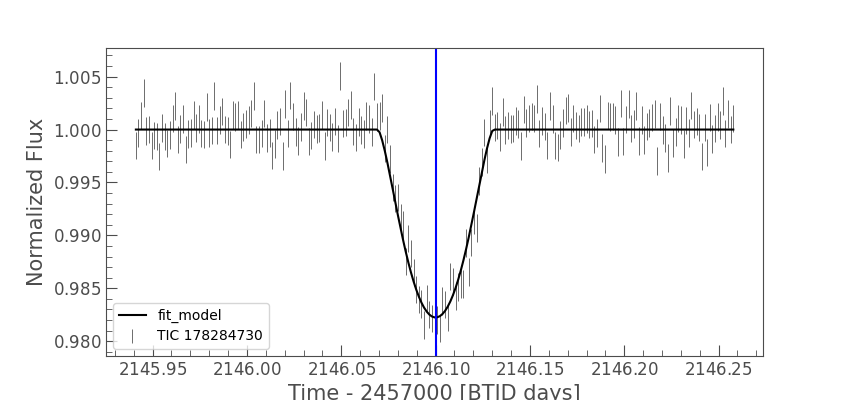 1.005
1.000
0.995
0.990
0.985
0.980
Normalized Flux
fit_model
TIC 178284730
2145.95 2146.00 2146.05 2146.10 2146.15 2146.20 2146.25
Time - 2457000 [BTJD days]